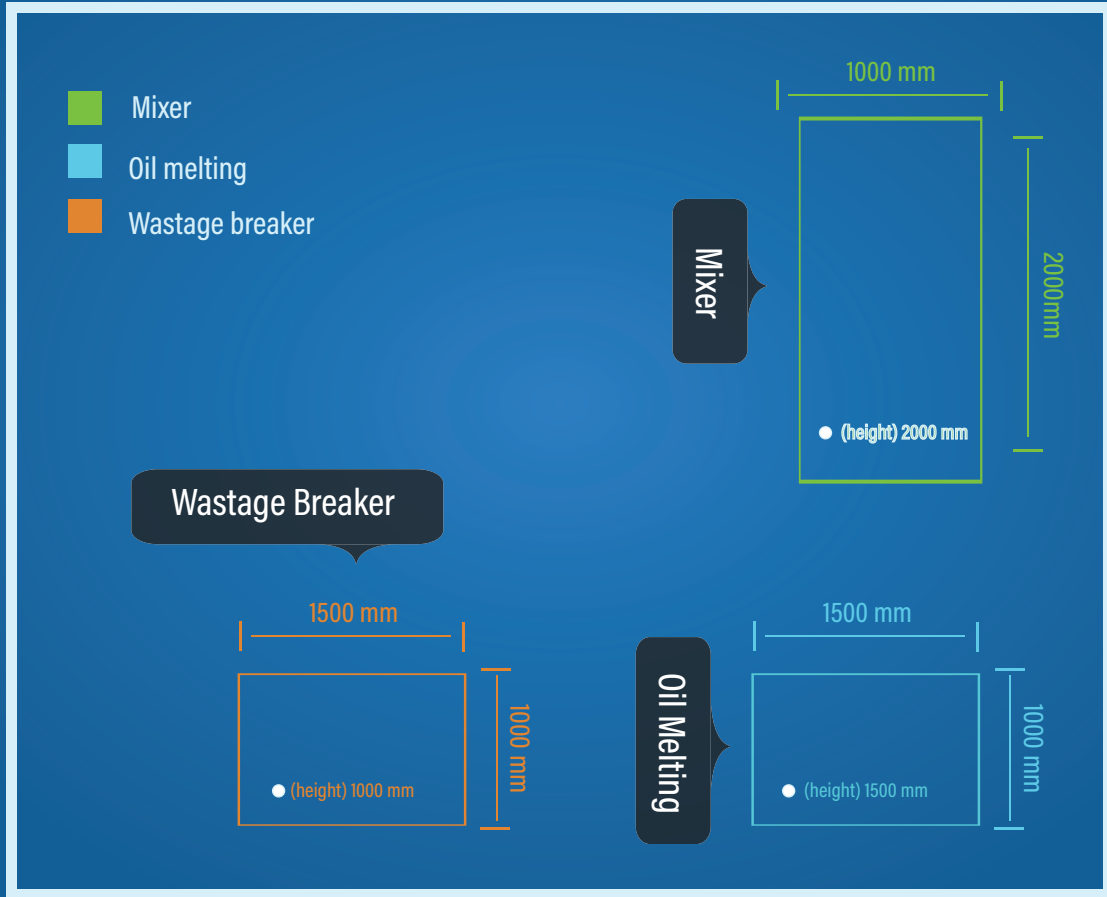 Mixer
Oil melting
Wastage breaker
1000 mm
Mixer
2000mm
(height) 2000 mm
Wastage Breaker
1500 mm
1000 mm
(height) 1000 mm
1500 mm
Oil Melting
1000 mm
(height) 1500 mm